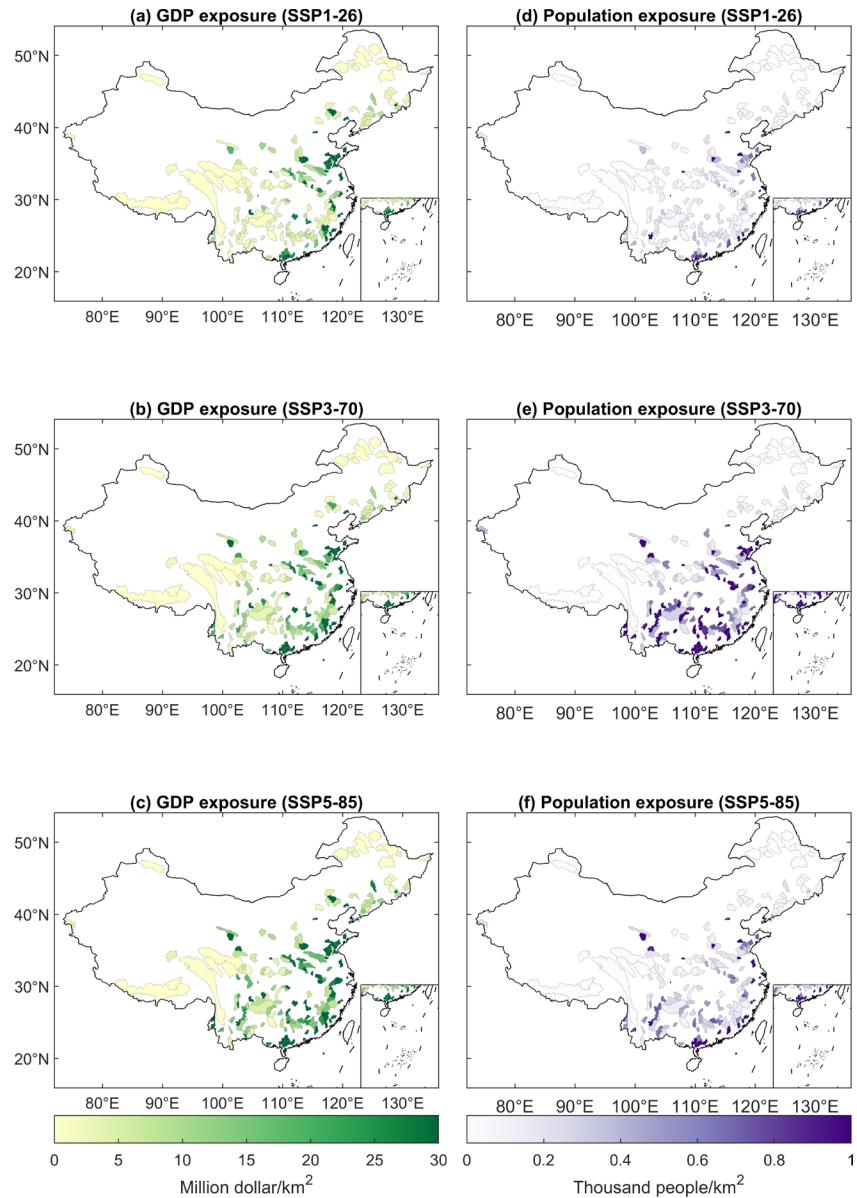 (a) GDP exposure (SSP1-26)
50°N
40°N
30°N
20°N
80°E 90°E 100°E 110°E 120°E 130°E
(d) Population exposure (SSP1-26)
80°E 90°E 100°E 110°E 120°E 130°E
(b) GDP exposure (SSP3-70)
50°N
40°N
30°N
20°N
80°E 90°E 100°E 110°E 120°E 130°E
(e) Population exposure (SSP3-70)
80°E 90°E 100°E 110°E 120°E 130°E
(c) GDP exposure (SSP5-85)
50°N
40°N
30°N
20°N
80°E 90°E 100°E 110°E 120°E 130°E
(f) Population exposure (SSP5-85)
80°E 90°E 100°E 110°E 120°E 130°E
0 5 10 15 20 25 30
Million dollar/km²
0 0.2 0.4 0.6 0.8 1
Thousand people/km²